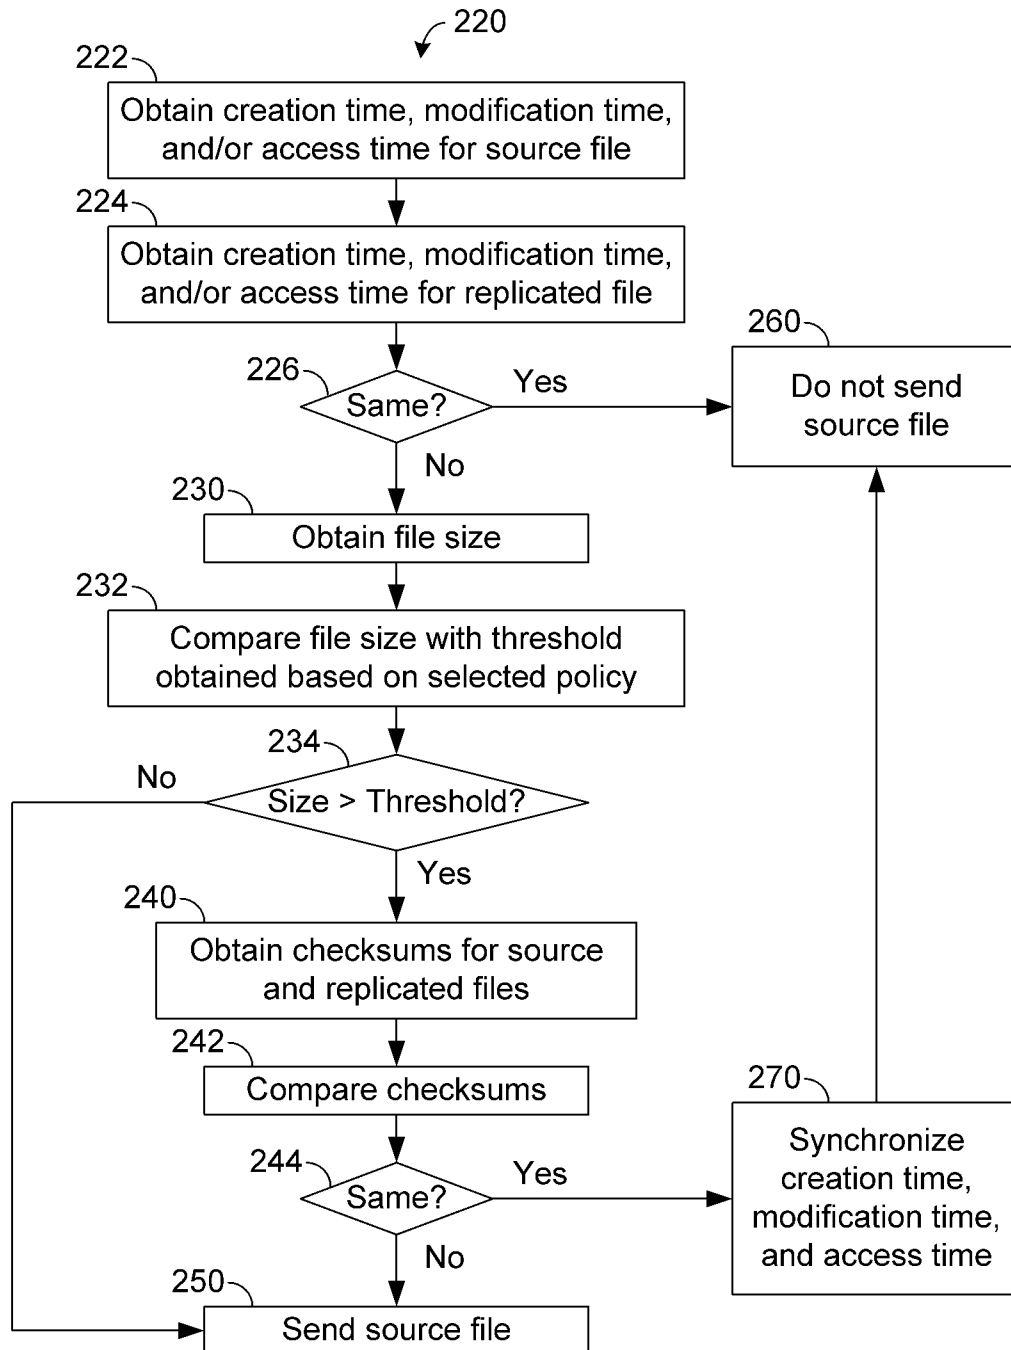 220
222
Obtain creation time, modification time,
and/or access time for source file
224
Obtain creation time, modification time,
and/or access time for replicated file
226
Same?
Yes
260
Do not send
source file
No
230
Obtain file size
232
Compare file size with threshold
obtained based on selected policy
234
No
Size > Threshold?
Yes
240
Obtain checksums for source
and replicated files
242
Compare checksums
244
Same?
Yes
270
Synchronize
creation time,
modification time,
and access time
No
250
Send source file